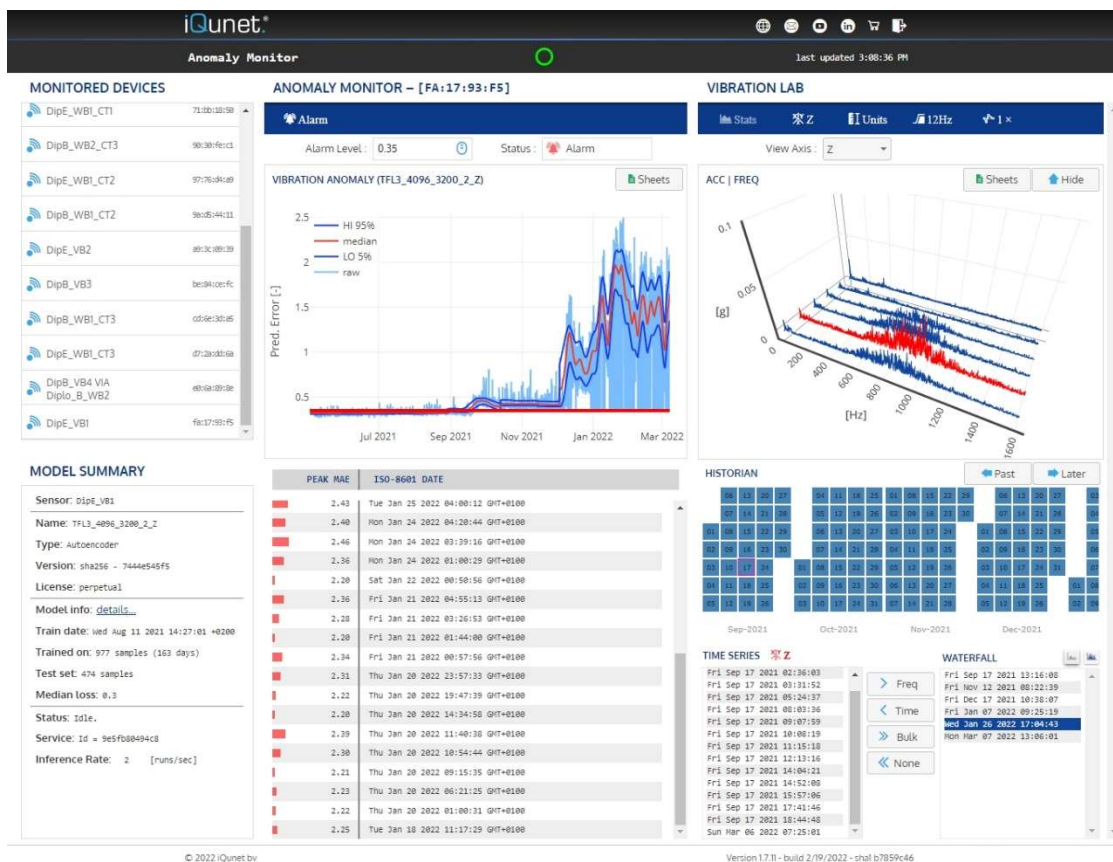 iQunet.
Anomaly Monitor
last updated 3:08:36 PM
MONITORED DEVICES
DipE_WB1_CT1 71:bb:18:50
DipB_WB2_CT3 90:30:fe:c1
DipE_WB1_CT2 97:76:d4:a9
DipB_WB1_CT2 9e:d5:44:11
DipE_VB2 a9:3c:09:39
DipB_VB3 be:04:ce:fc
DipB_WB1_CT3 cd:6e:3d:a5
DipE_WB1_CT3 d7:2a:dd:6a
DipB_VB4 VIA
Diplo_B_WB2
DipE_VB1 fa:17:93:f5
MODEL SUMMARY
Sensor: DipE_VB1
Name: TFL3_4096_3200_2_Z
Type: Autoencoder
Version: sha256 - 7444e545f5
License: perpetual
Model info: details...
Train date: Wed Aug 11 2021 14:27:01 +0200
Trained on: 977 samples (163 days)
Test set: 474 samples
Median loss: 0.3
Status: Idle.
Service: Id = 9e5fb80494c8
Inference Rate: 2 [runs/sec]
ANOMALY MONITOR – [FA:17:93:F5]
Alarm
Alarm Level : 0.35 Status : Alarm
VIBRATION ANOMALY (TFL3_4096_3200_2_Z) Sheets
HI 95%
median
LO 5%
raw
Pred. Error [-]
2.5
2
1.5
1
0.5
Jul 2021 Sep 2021 Nov 2021 Jan 2022 Mar 2022
PEAK MAE ISO-8601 DATE
2.43 Tue Jan 25 2022 04:00:12 GMT+0100
2.40 Mon Jan 24 2022 04:20:44 GMT+0100
2.46 Mon Jan 24 2022 03:39:16 GMT+0100
2.36 Mon Jan 24 2022 01:00:29 GMT+0100
2.20 Sat Jan 22 2022 00:50:56 GMT+0100
2.36 Fri Jan 21 2022 04:55:13 GMT+0100
2.28 Fri Jan 21 2022 03:26:53 GMT+0100
2.20 Fri Jan 21 2022 01:44:00 GMT+0100
2.34 Fri Jan 21 2022 00:57:56 GMT+0100
2.31 Thu Jan 20 2022 23:57:33 GMT+0100
2.22 Thu Jan 20 2022 19:47:39 GMT+0100
2.20 Thu Jan 20 2022 14:34:58 GMT+0100
2.39 Thu Jan 20 2022 11:40:38 GMT+0100
2.30 Thu Jan 20 2022 10:54:44 GMT+0100
2.21 Thu Jan 20 2022 09:15:35 GMT+0100
2.23 Thu Jan 20 2022 06:21:25 GMT+0100
2.22 Thu Jan 20 2022 01:00:31 GMT+0100
2.25 Tue Jan 18 2022 11:17:29 GMT+0100
VIBRATION LAB
Stats Z Units 12Hz 1 ×
View Axis : Z
ACC | FREQ Sheets Hide
0.1
0.05
0
[g]
0 200 400 600 800 1000 1200 1400 1600
[Hz]
HISTORIAN Past Later
Sep-2021 Oct-2021 Nov-2021 Dec-2021
TIME SERIES Z
Fri Sep 17 2021 02:36:03
Fri Sep 17 2021 03:31:52
Fri Sep 17 2021 05:24:37
Fri Sep 17 2021 08:03:36
Fri Sep 17 2021 09:07:59
Fri Sep 17 2021 10:08:19
Fri Sep 17 2021 11:15:18
Fri Sep 17 2021 12:13:16
Fri Sep 17 2021 14:04:21
Fri Sep 17 2021 14:52:08
Fri Sep 17 2021 15:57:06
Fri Sep 17 2021 17:41:46
Fri Sep 17 2021 18:44:48
Sun Mar 06 2022 07:25:01
Freq
Time
Bulk
None
WATERFALL
Fri Sep 17 2021 13:16:08
Fri Nov 12 2021 08:22:39
Fri Dec 17 2021 10:38:07
Fri Jan 07 2022 09:25:19
Wed Jan 26 2022 17:04:43
Mon Mar 07 2022 13:06:01
© 2022 iQunet bv
Version 1.7.11 - build 2/19/2022 - sha1 b7859c46